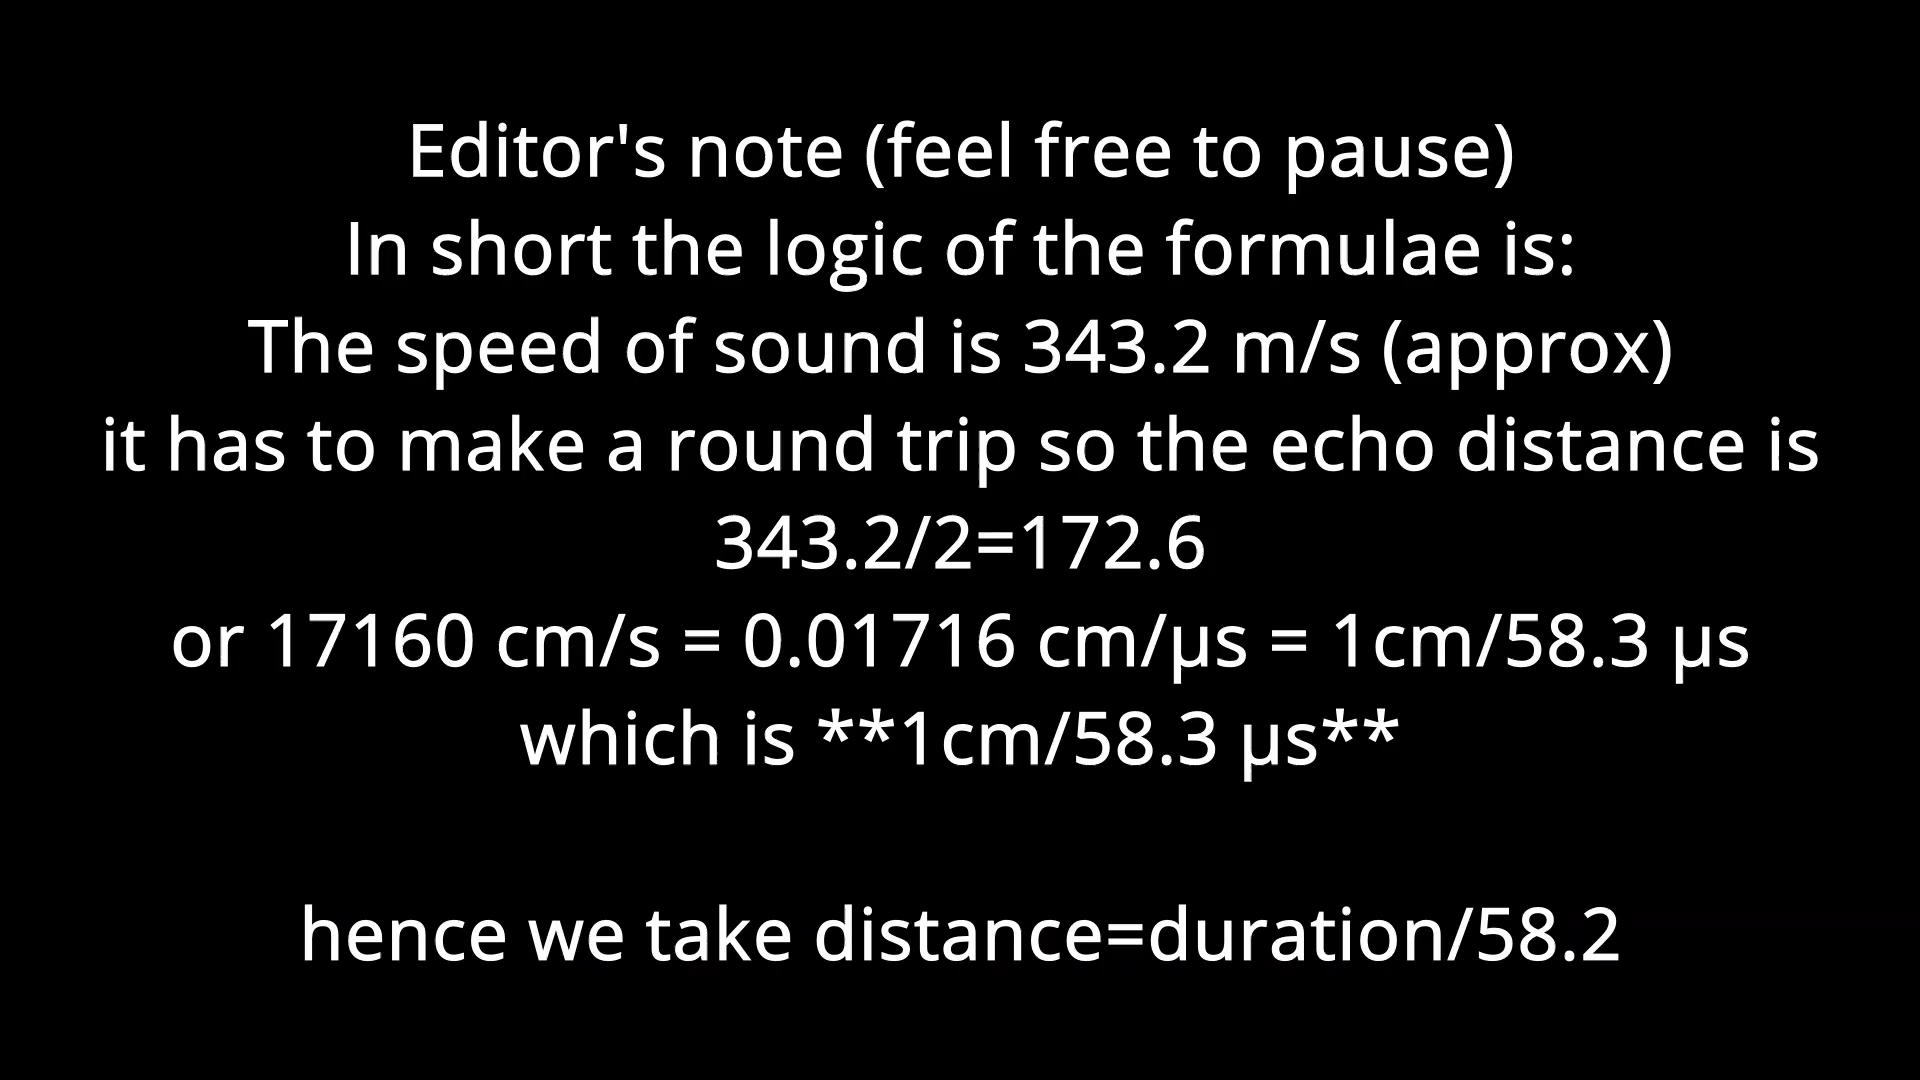 Editor's note (feel free to pause)
In short the logic of the formulae is:
The speed of sound is 343.2 m/s (approx)
it has to make a round trip so the echo distance is
343.2/2=172.6
or 17160 cm/s = 0.01716 cm/µs = 1cm/58.3 µs
which is **1cm/58.3 µs**
hence we take distance=duration/58.2